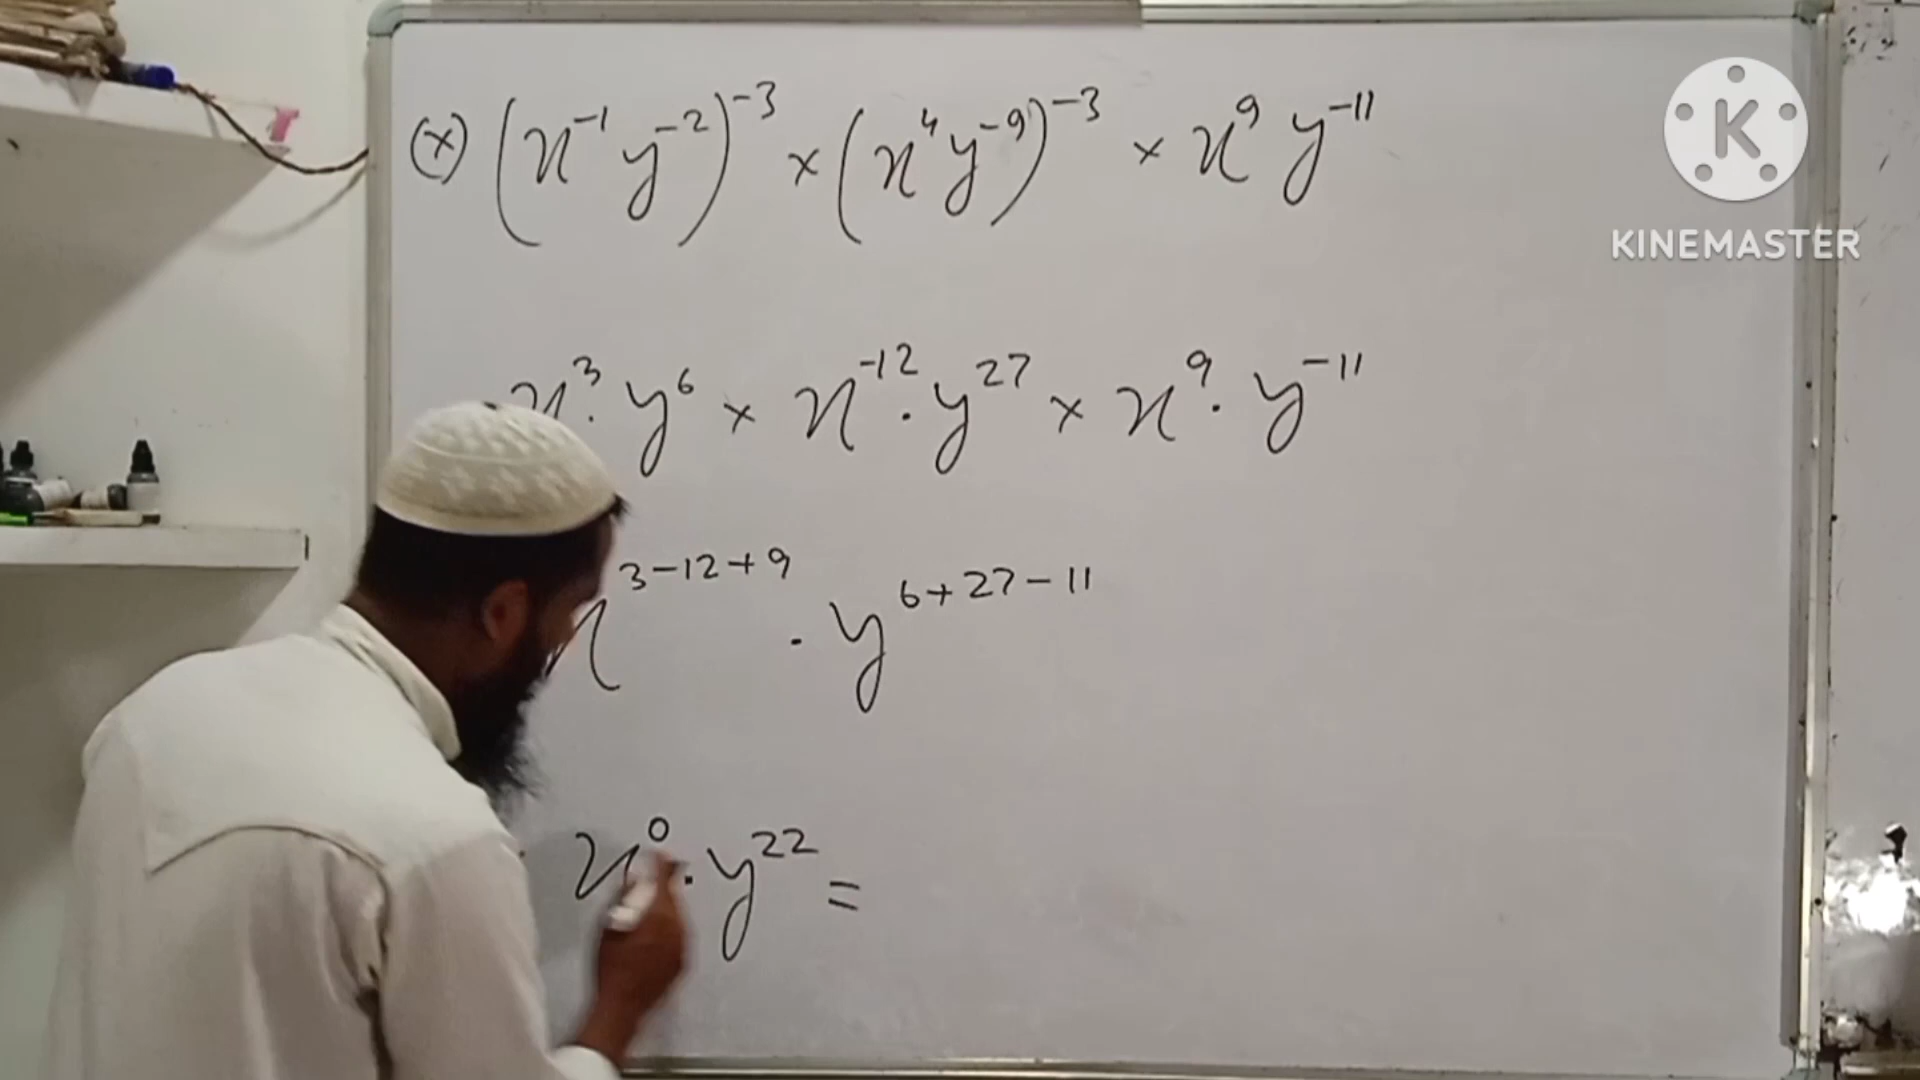 (x) (x⁻¹ y⁻²)⁻³ × (x⁴ y⁻⁹)⁻³ × x⁹ y⁻¹¹
x³ · y⁶ × x⁻¹² · y²⁷ × x⁹ · y⁻¹¹
x³⁻¹²⁺⁹ · y⁶⁺²⁷⁻¹¹
x⁰ · y²² =
K
KINEMASTER